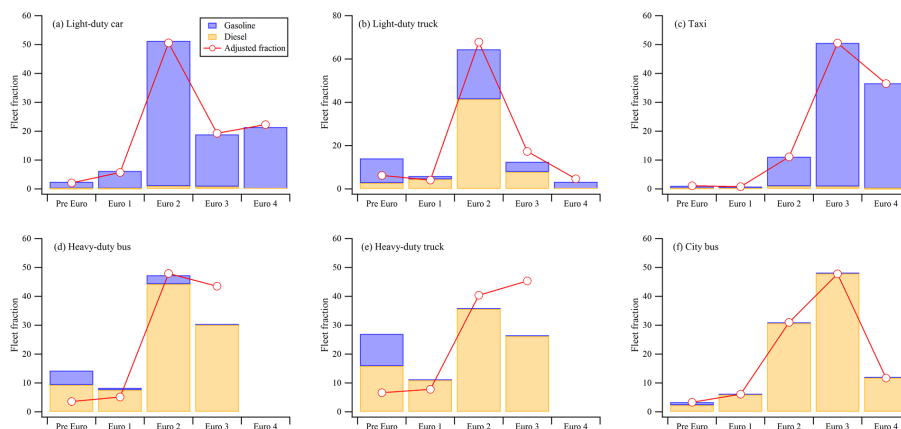 (a) Light-duty car
Gasoline
Diesel
Adjusted fraction
Fleet fraction
60
50
40
30
20
10
0
Pre Euro Euro 1 Euro 2 Euro 3 Euro 4
(b) Light-duty truck
Fleet fraction
80
60
40
20
0
Pre Euro Euro 1 Euro 2 Euro 3 Euro 4
(c) Taxi
Fleet fraction
60
50
40
30
20
10
0
Pre Euro Euro 1 Euro 2 Euro 3 Euro 4
(d) Heavy-duty bus
Fleet fraction
60
50
40
30
20
10
0
Pre Euro Euro 1 Euro 2 Euro 3 Euro 4
(e) Heavy-duty truck
Fleet fraction
60
50
40
30
20
10
0
Pre Euro Euro 1 Euro 2 Euro 3 Euro 4
(f) City bus
Fleet fraction
60
50
40
30
20
10
0
Pre Euro Euro 1 Euro 2 Euro 3 Euro 4